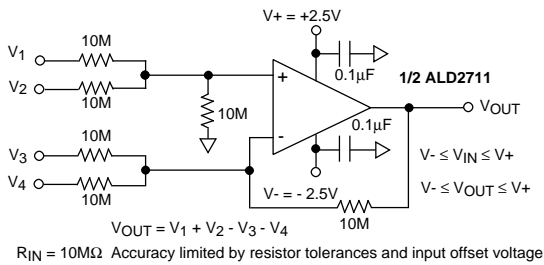 V+ = +2.5V
V1
10M
V2
10M
10M
+
-
0.1µF
1/2 ALD2711
VOUT
0.1µF
V3
10M
V4
10M
V- = - 2.5V
10M
V- ≤ VIN ≤ V+
V- ≤ VOUT ≤ V+
VOUT = V1 + V2 - V3 - V4
RIN = 10MΩ Accuracy limited by resistor tolerances and input offset voltage